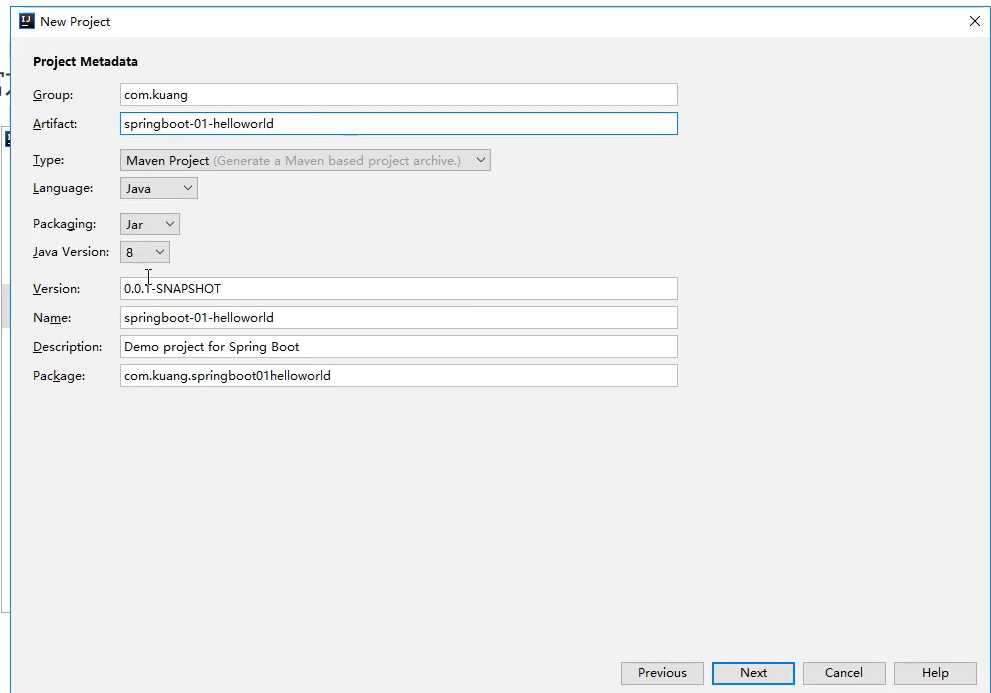 New Project
Project Metadata
Group: com.kuang
Artifact: springboot-01-helloworld
Type: Maven Project (Generate a Maven based project archive.)
Language: Java
Packaging: Jar
Java Version: 8
Version: 0.0.1-SNAPSHOT
Name: springboot-01-helloworld
Description: Demo project for Spring Boot
Package: com.kuang.springboot01helloworld
Previous Next Cancel Help